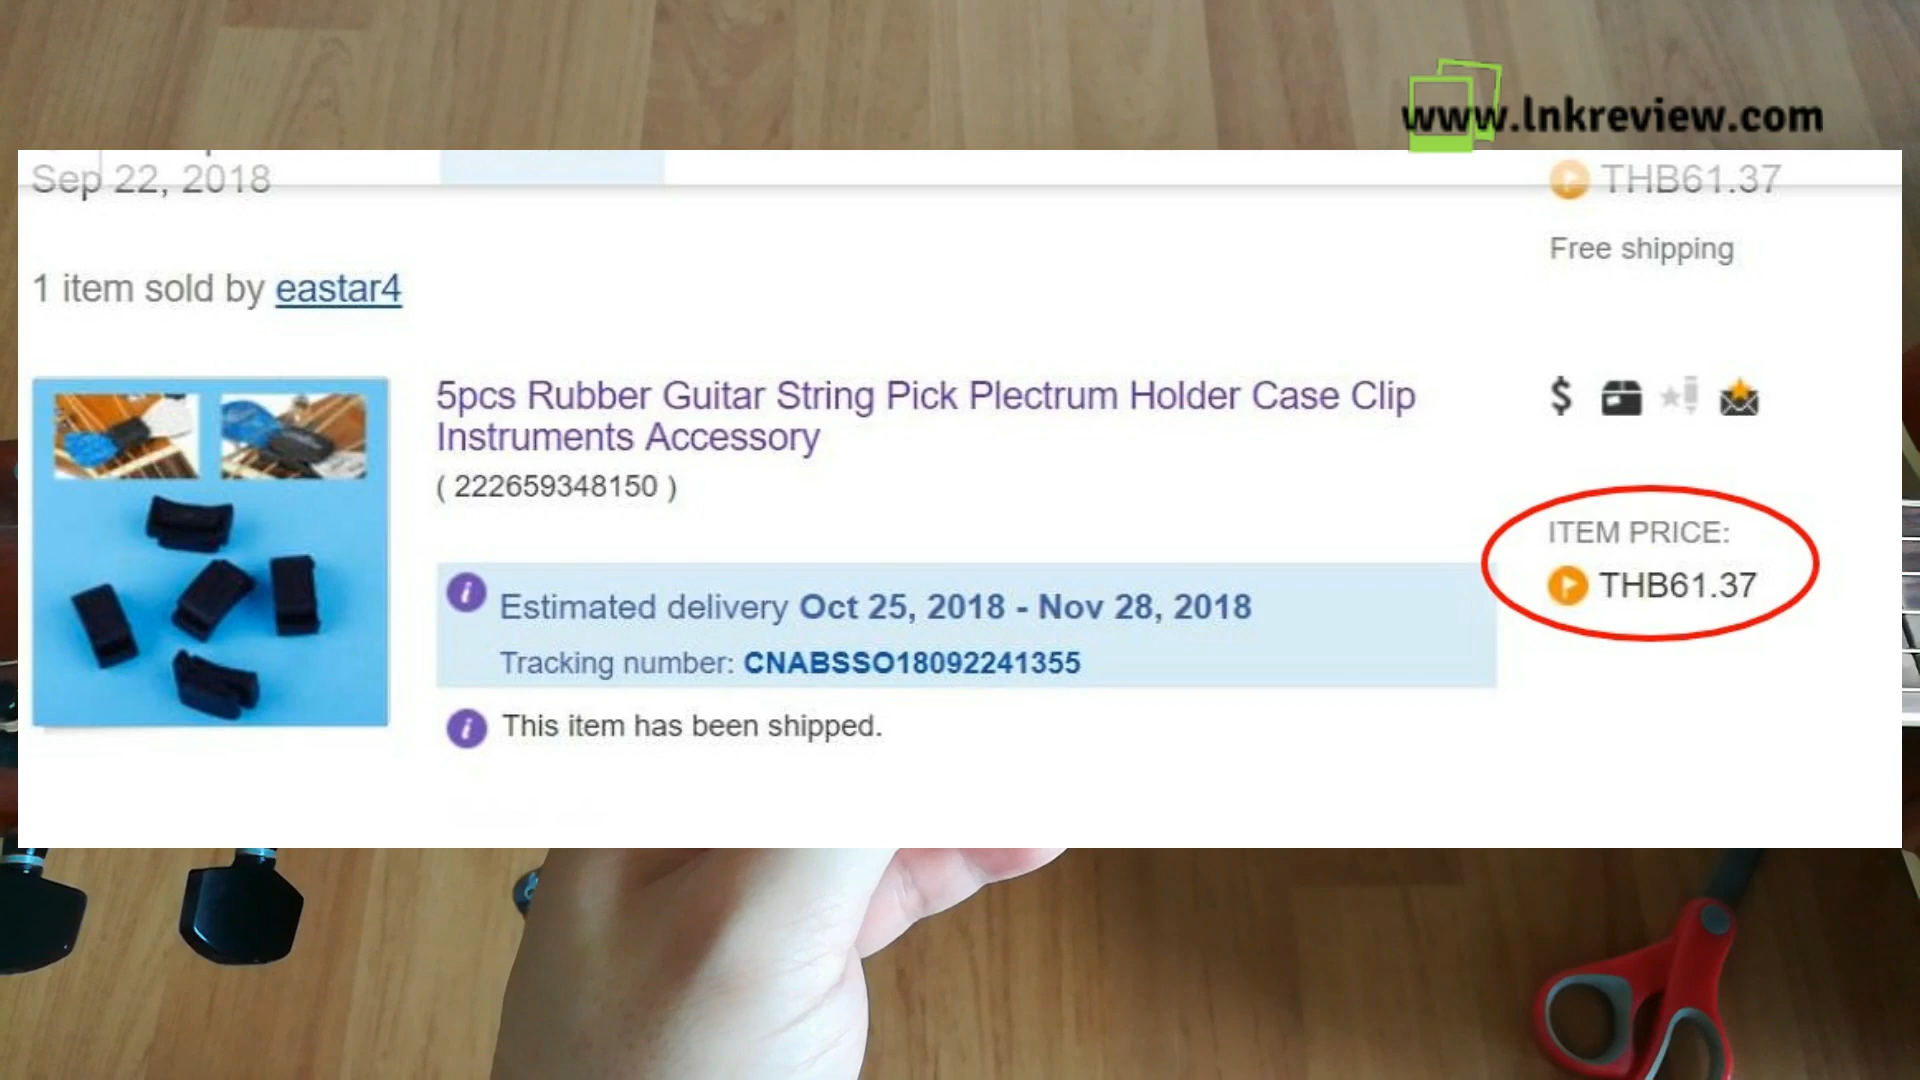 www.lnkreview.com
Sep 22, 2018
THB61.37
Free shipping
1 item sold by eastar4
5pcs Rubber Guitar String Pick Plectrum Holder Case Clip
Instruments Accessory
( 222659348150 )
$
ITEM PRICE:
THB61.37
Estimated delivery Oct 25, 2018 - Nov 28, 2018
Tracking number: CNABSSO18092241355
This item has been shipped.